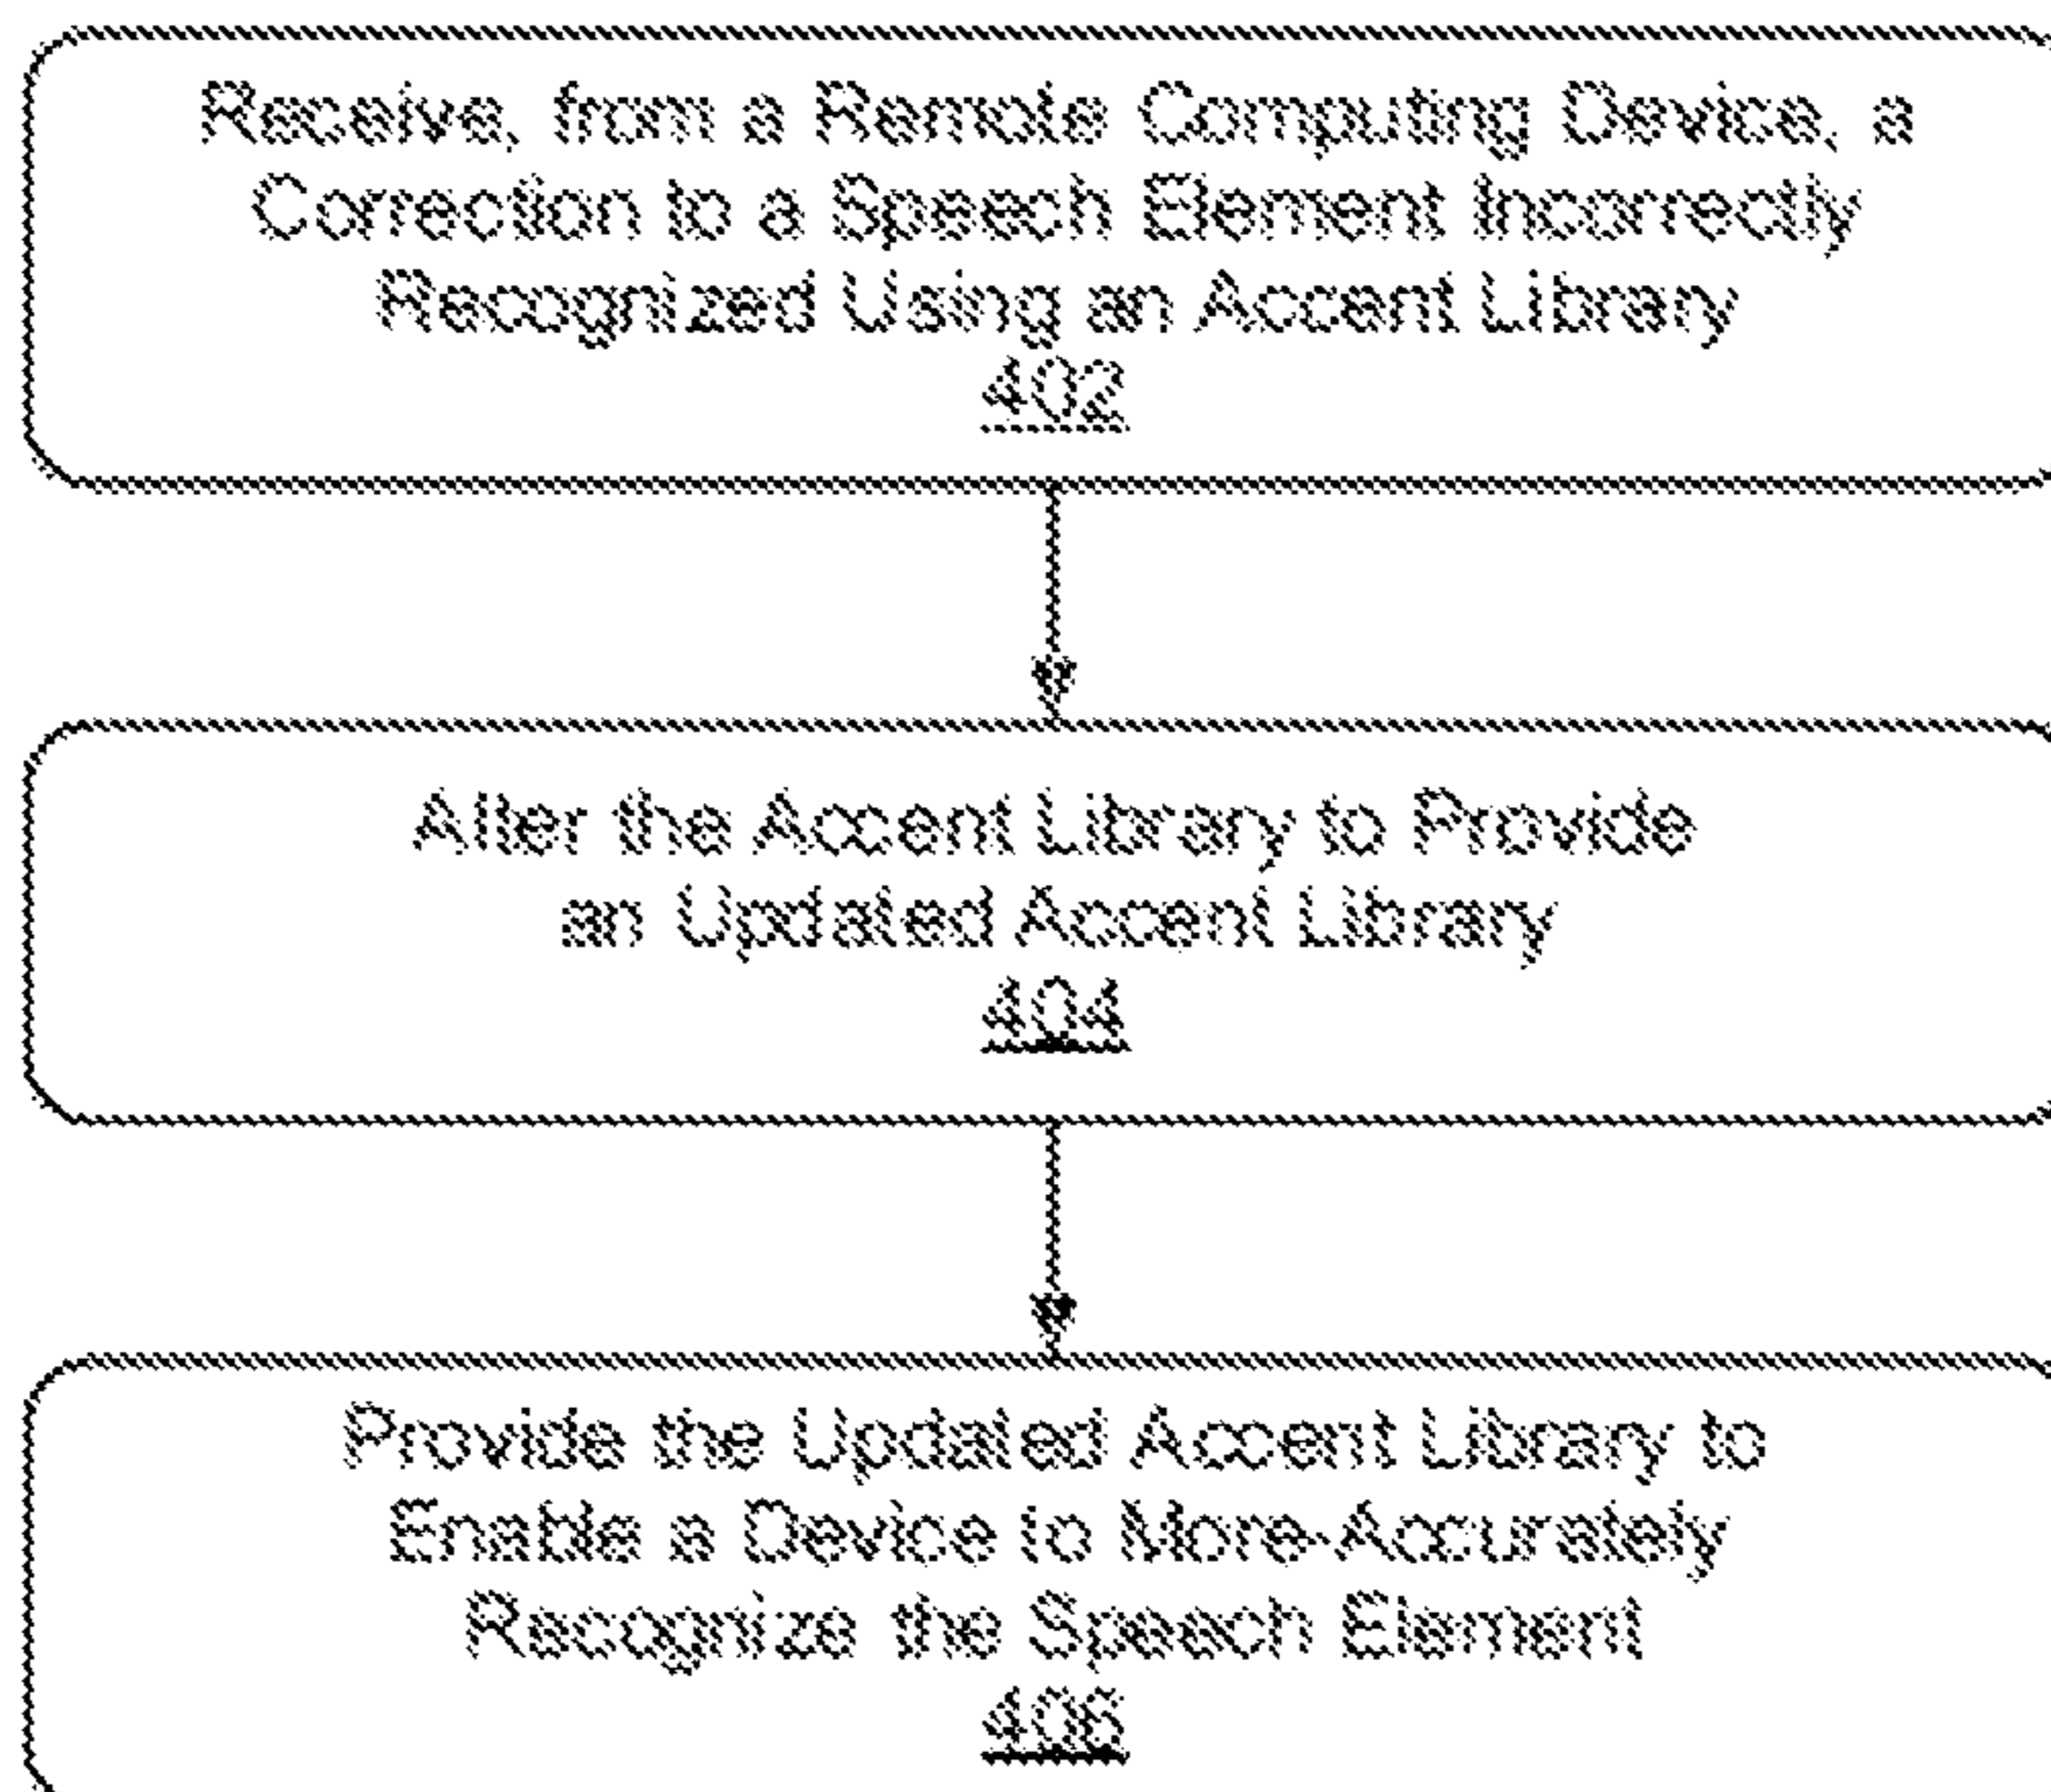 Receive, from a Remote Computing Device, a
Correction to a Speech Element Incorrectly
Recognized Using an Accent Library
402
Alter the Accent Library to Provide
an Updated Accent Library
404
Provide the Updated Accent Library to
Enable a Device to More-Accurately
Recognize the Speech Element
406